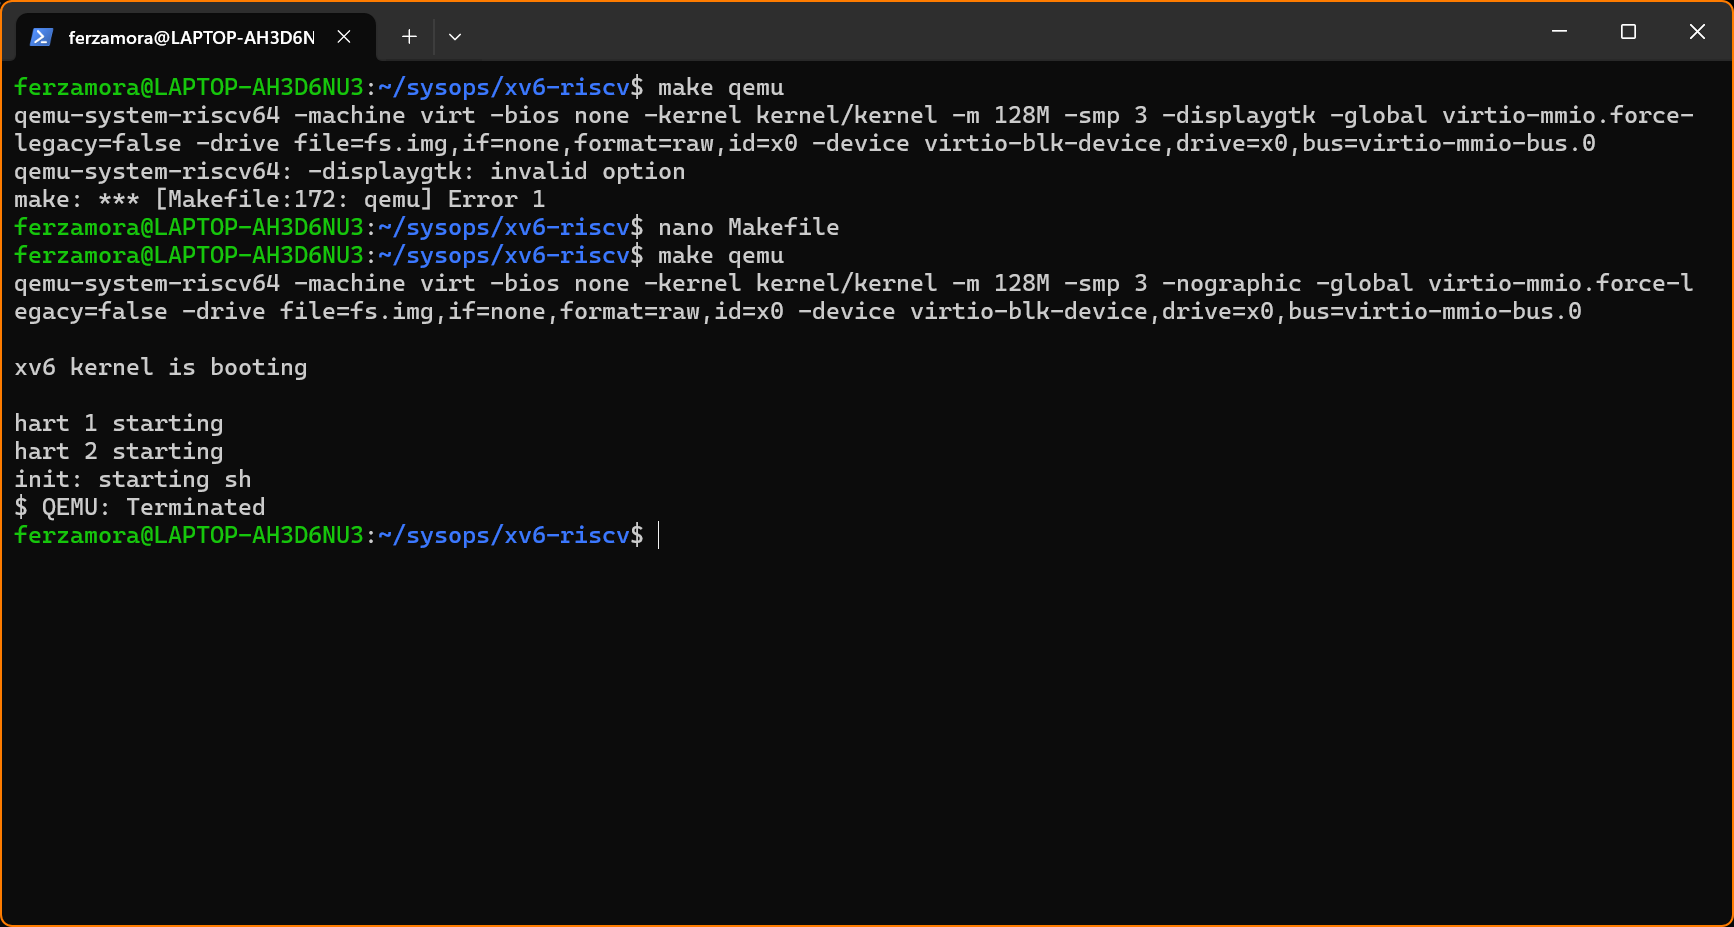 ferzamora@LAPTOP-AH3D6N
ferzamora@LAPTOP-AH3D6NU3:~/sysops/xv6-riscv$ make qemu
qemu-system-riscv64 -machine virt -bios none -kernel kernel/kernel -m 128M -smp 3 -displaygtk -global virtio-mmio.force-
legacy=false -drive file=fs.img,if=none,format=raw,id=x0 -device virtio-blk-device,drive=x0,bus=virtio-mmio-bus.0
qemu-system-riscv64: -displaygtk: invalid option
make: *** [Makefile:172: qemu] Error 1
ferzamora@LAPTOP-AH3D6NU3:~/sysops/xv6-riscv$ nano Makefile
ferzamora@LAPTOP-AH3D6NU3:~/sysops/xv6-riscv$ make qemu
qemu-system-riscv64 -machine virt -bios none -kernel kernel/kernel -m 128M -smp 3 -nographic -global virtio-mmio.force-l
egacy=false -drive file=fs.img,if=none,format=raw,id=x0 -device virtio-blk-device,drive=x0,bus=virtio-mmio-bus.0
xv6 kernel is booting
hart 1 starting
hart 2 starting
init: starting sh
$ QEMU: Terminated
ferzamora@LAPTOP-AH3D6NU3:~/sysops/xv6-riscv$